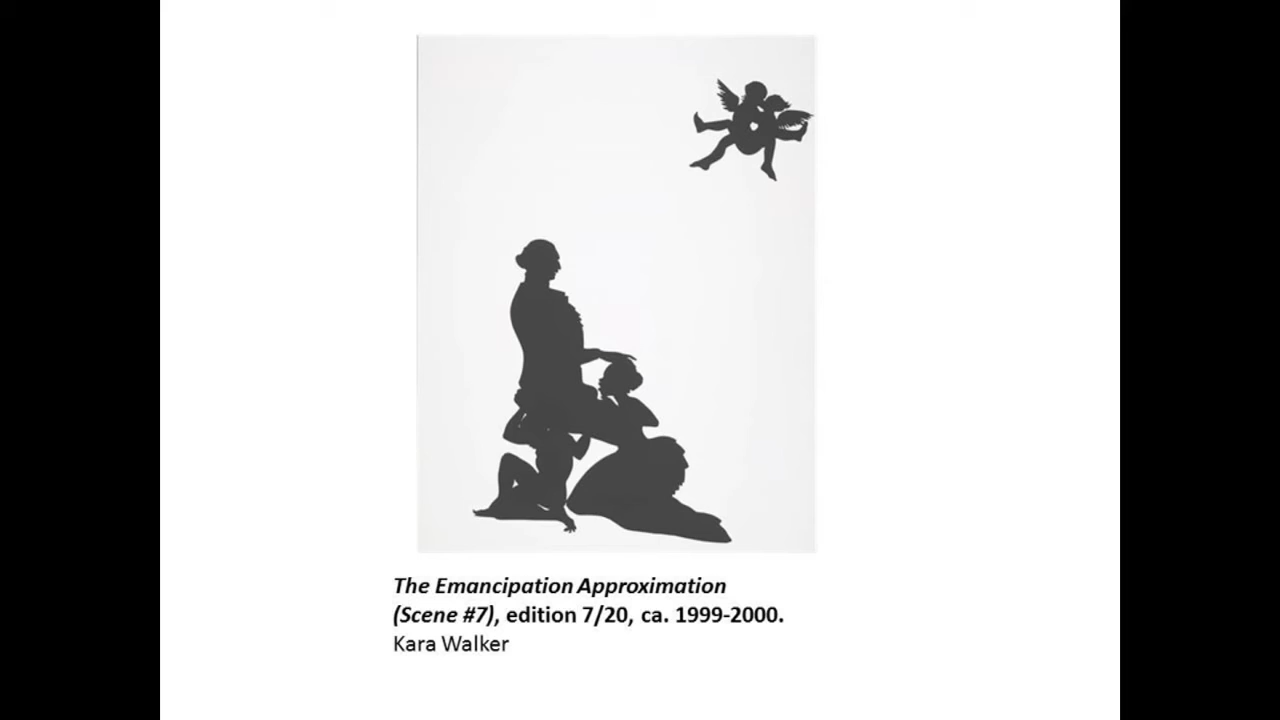 The Emancipation Approximation
(Scene #7), edition 7/20, ca. 1999-2000.
Kara Walker